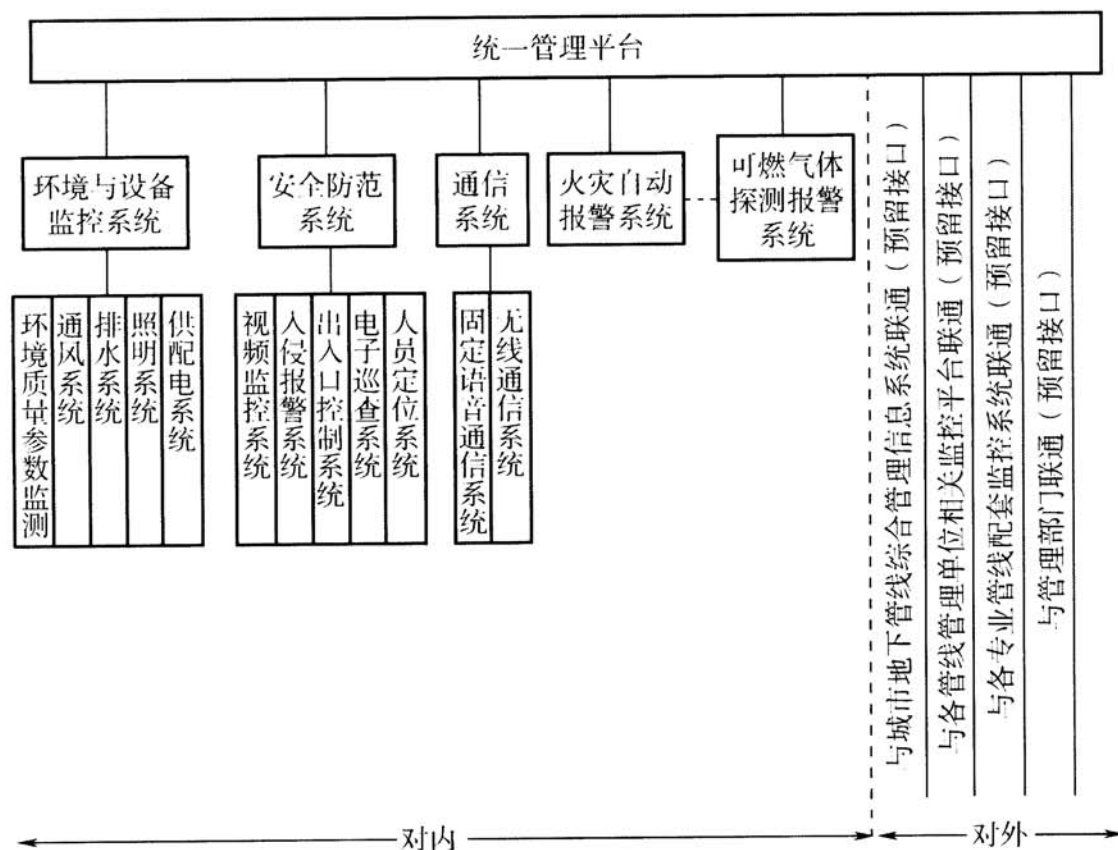 统一管理平台
环境与设备
监控系统
安全防范
系统
通信
系统
火灾自动
报警系统
可燃气体
探测报警
系统
环境质量参数监测
通风系统
排水系统
照明系统
供配电系统
视频监控系统
入侵报警系统
出入口控制系统
电子巡查系统
人员定位系统
固定语音通信系统
无线通信系统
与城市地下管线综合管理信息系统联通（预留接口）
与各管线管理单位相关监控平台联通（预留接口）
与各专业管线配套监控系统联通（预留接口）
与管理部门联通（预留接口）
对内
对外